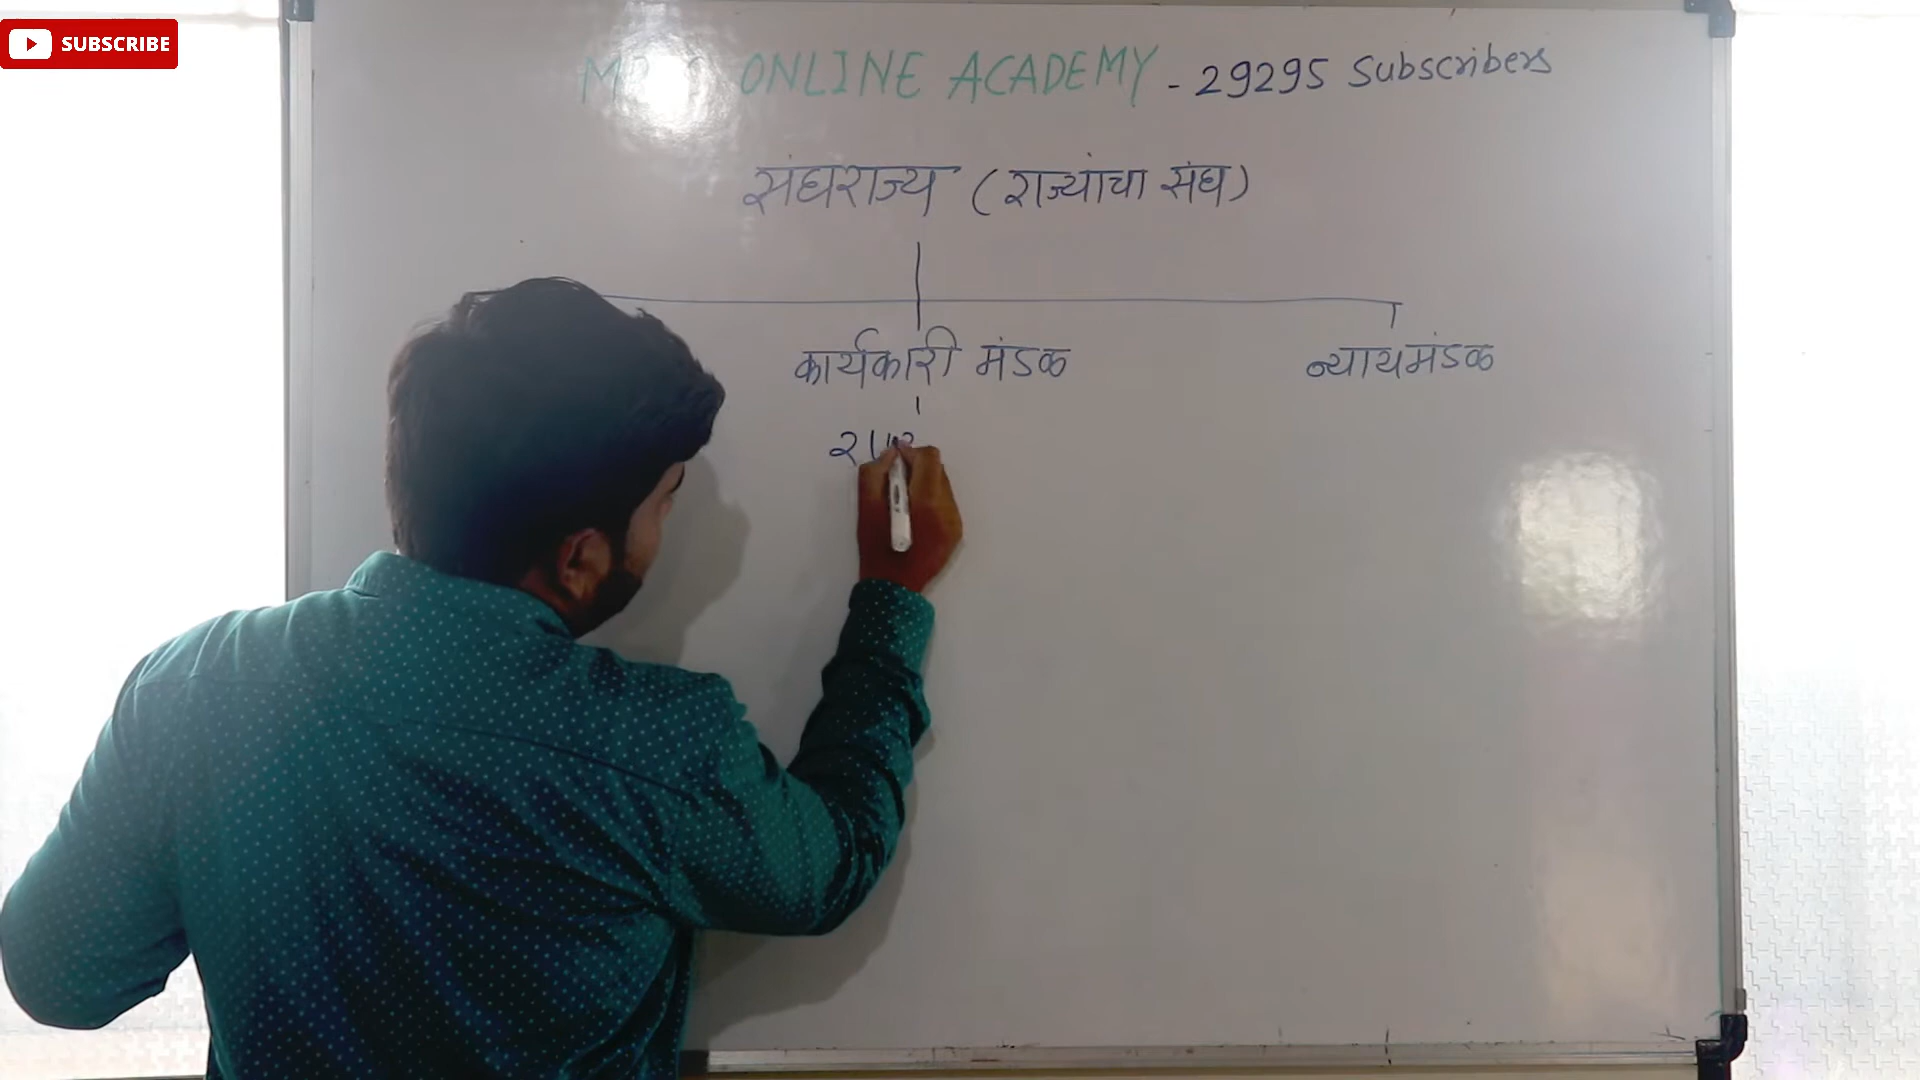 SUBSCRIBE
ONLINE ACADEMY - 29295 Subscribers
संघराज्य (राज्यांचा संघ)
कार्यकारी मंडळ न्यायमंडळ